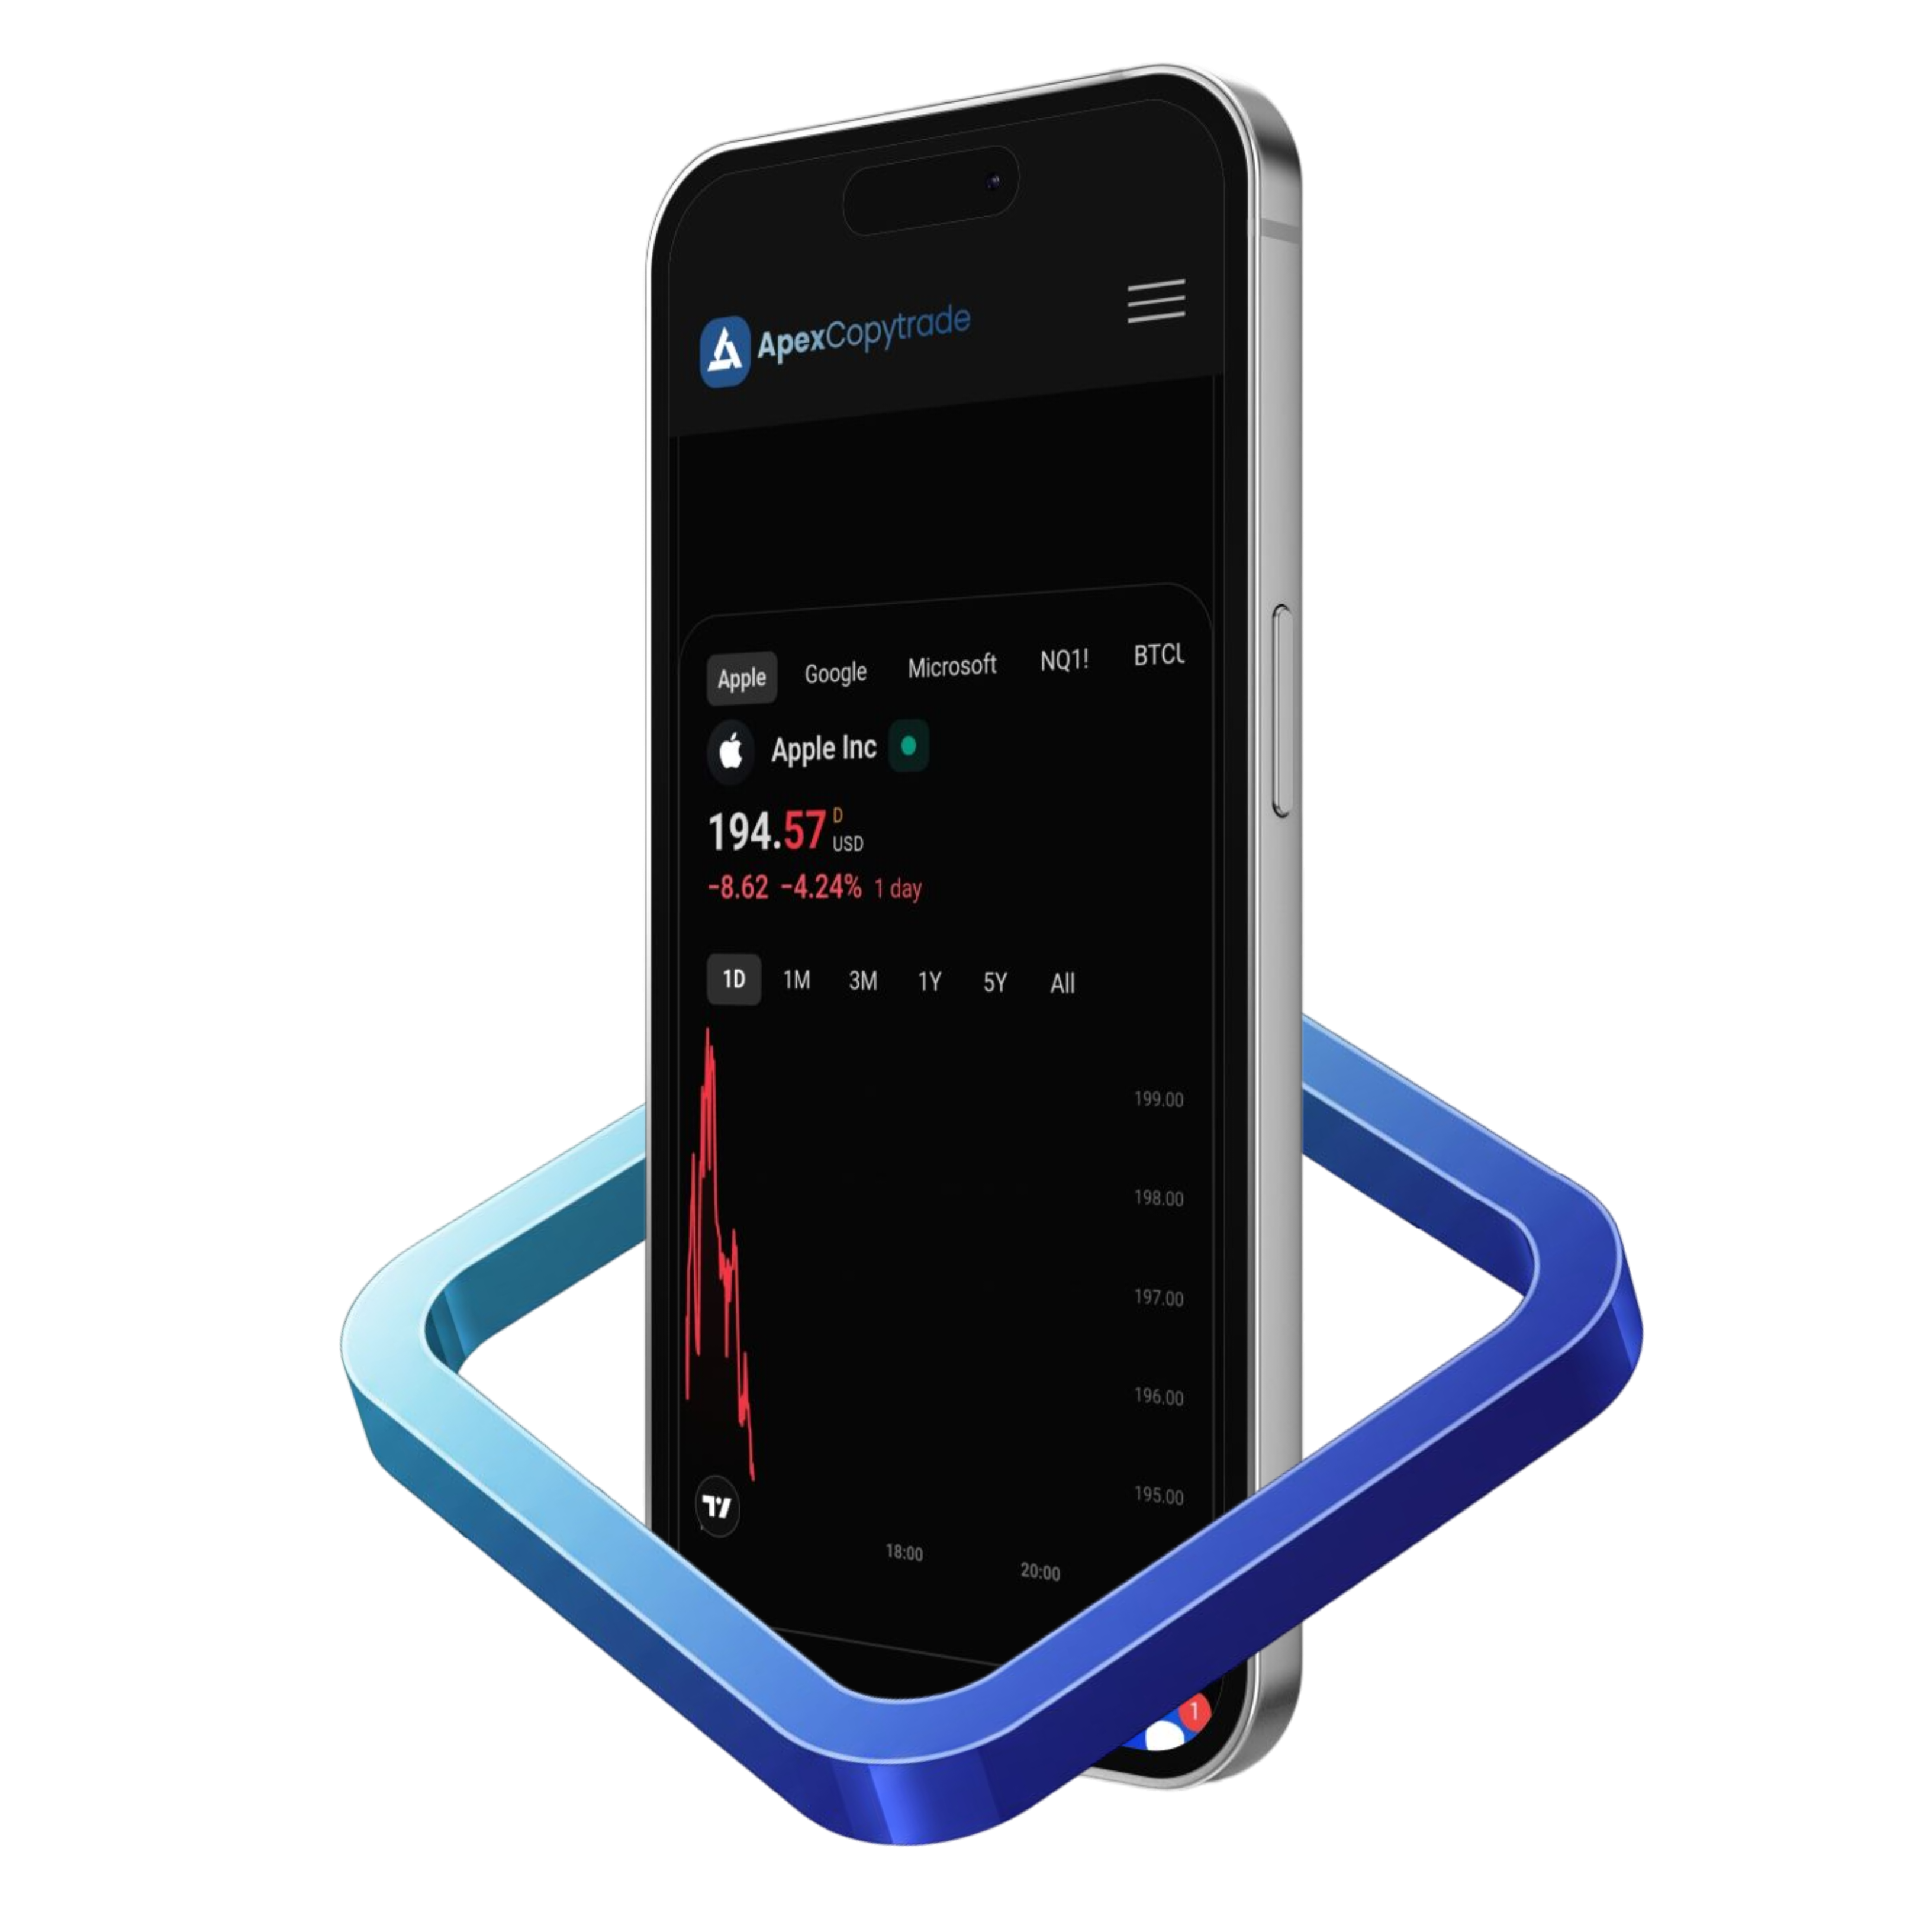 ApexCopytrade
Apple Google Microsoft NQ1! BTCU
Apple Inc
194.57 D
USD
−8.62 −4.24% 1 day
1D 1M 3M 1Y 5Y All
199.00
198.00
197.00
196.00
195.00
18:00 20:00
1